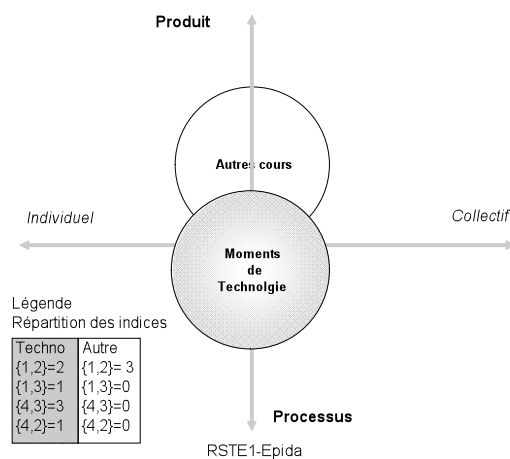 Produit
Autres cours
Individuel
Collectif
Moments
de
Technolgie
Légende
Répartition des indices
Techno Autre
{1,2}=2 {1,2}= 3
{1,3}=1 {1,3}=0
{4,3}=3 {4,3}=0
{4,2}=1 {4,2}=0
Processus
RSTE1-Epida